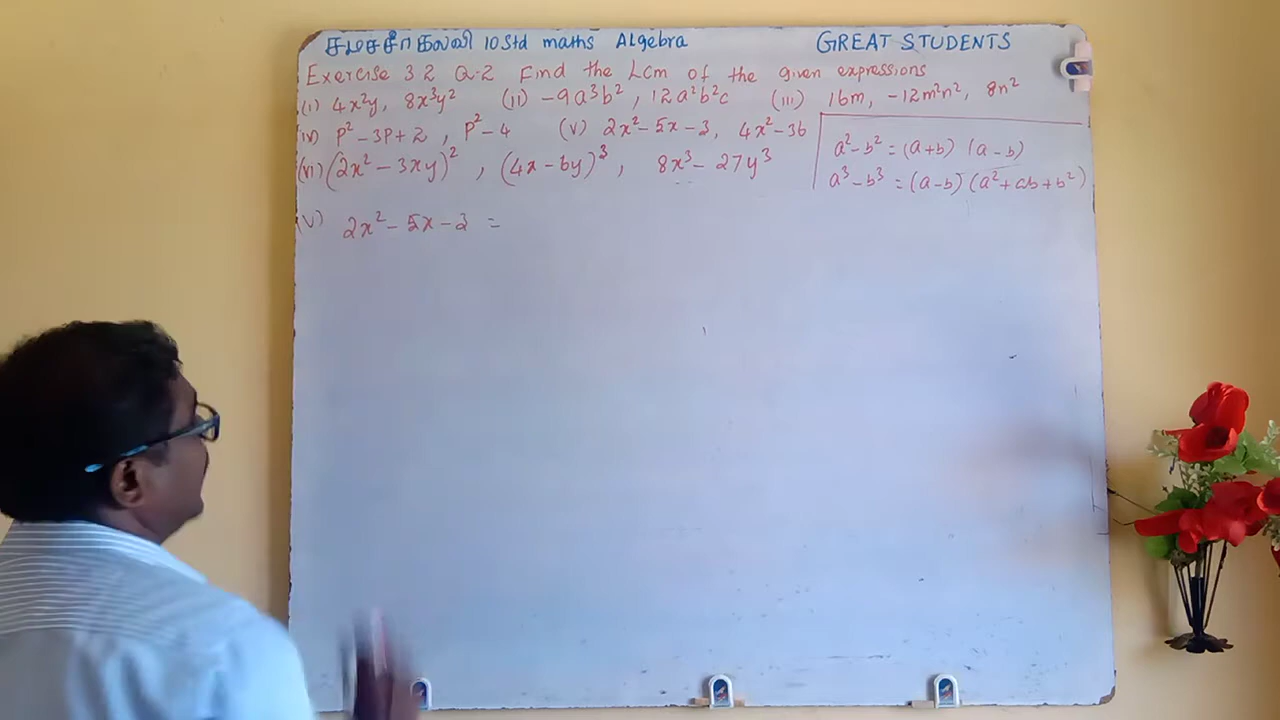 சமச்சீர் கல்வி 10 Std maths Algebra GREAT STUDENTS
Exercise 3.2 Q.2 Find the LCM of the given expressions
(i) 4x²y, 8x³y² (ii) -9a³b², 12a²b²c (iii) 16m, -12m²n², 8n²
iv) P² - 3P + 2, P² - 4 (v) 2x² - 5x - 3, 4x² - 36
(vi) (2x² - 3xy)², (4x - 6y)³, 8x³ - 27y³
a² - b² = (a+b) (a-b)
a³ - b³ = (a-b) (a² + ab + b²)
(v) 2x² - 5x - 3 =